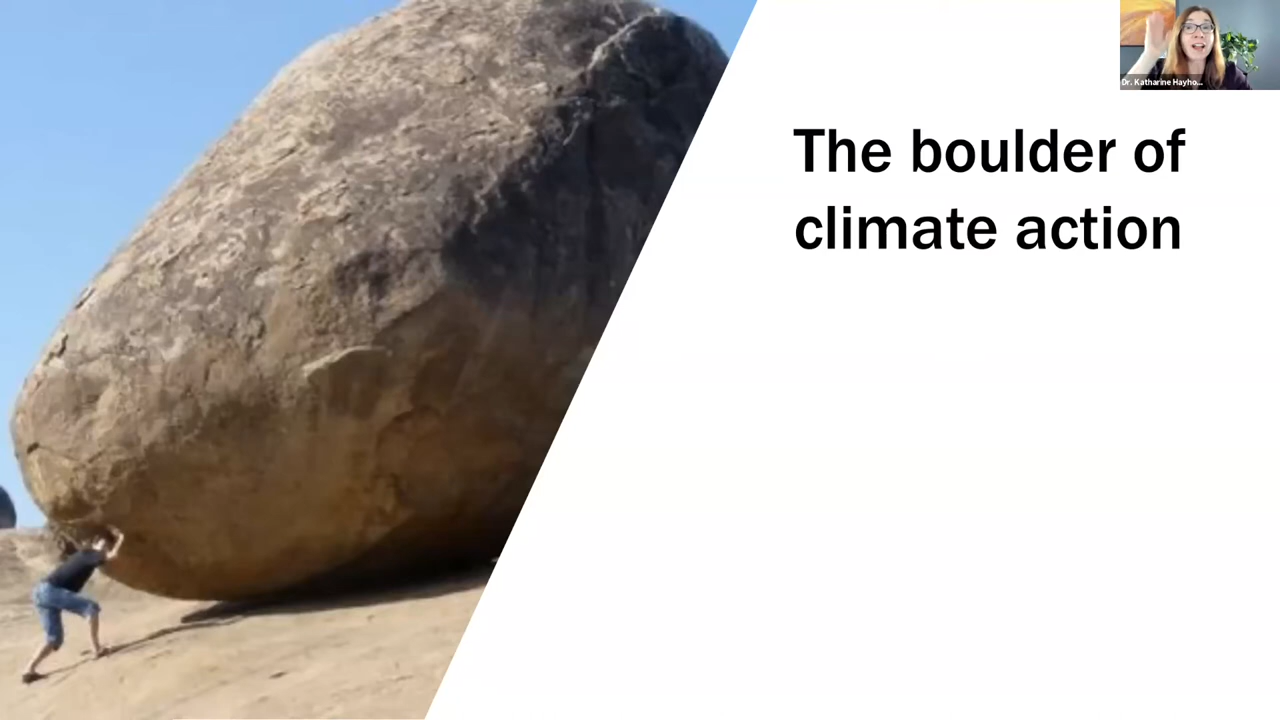 Dr. Katharine Hayho...
The boulder of
climate action